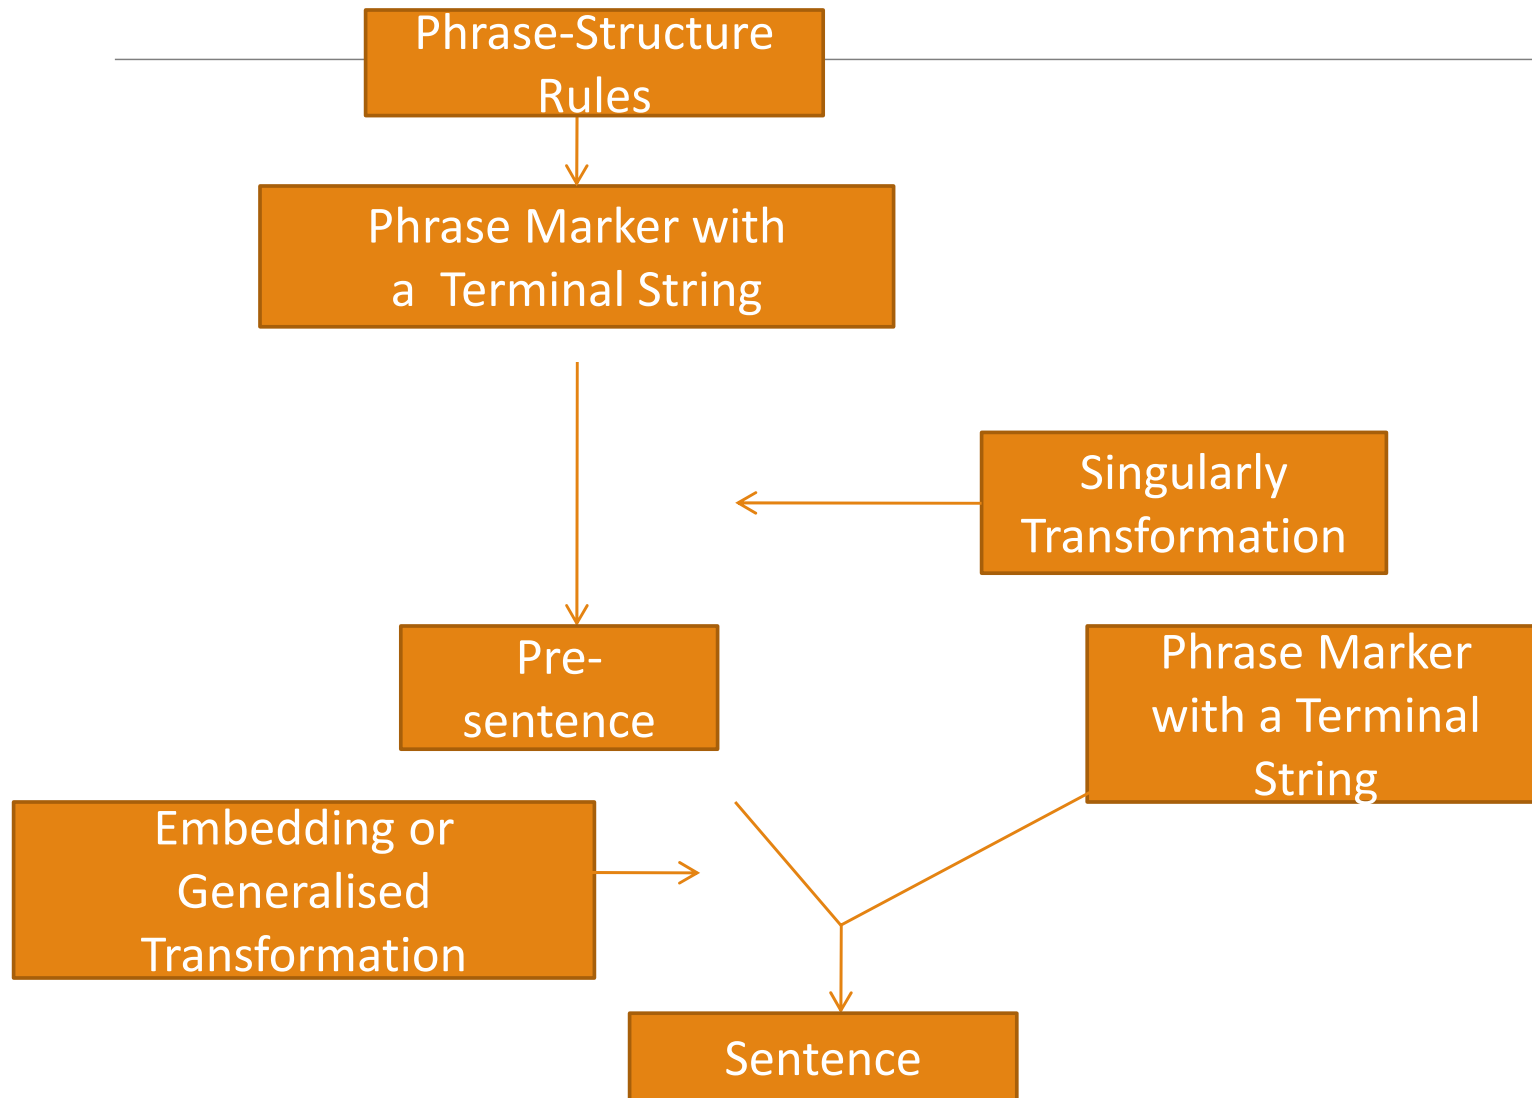 Phrase-Structure
Rules
Phrase Marker with
a  Terminal String
Singularly
Transformation
Pre-
sentence
Phrase Marker
with a Terminal
String
Embedding or
Generalised
Transformation
Sentence